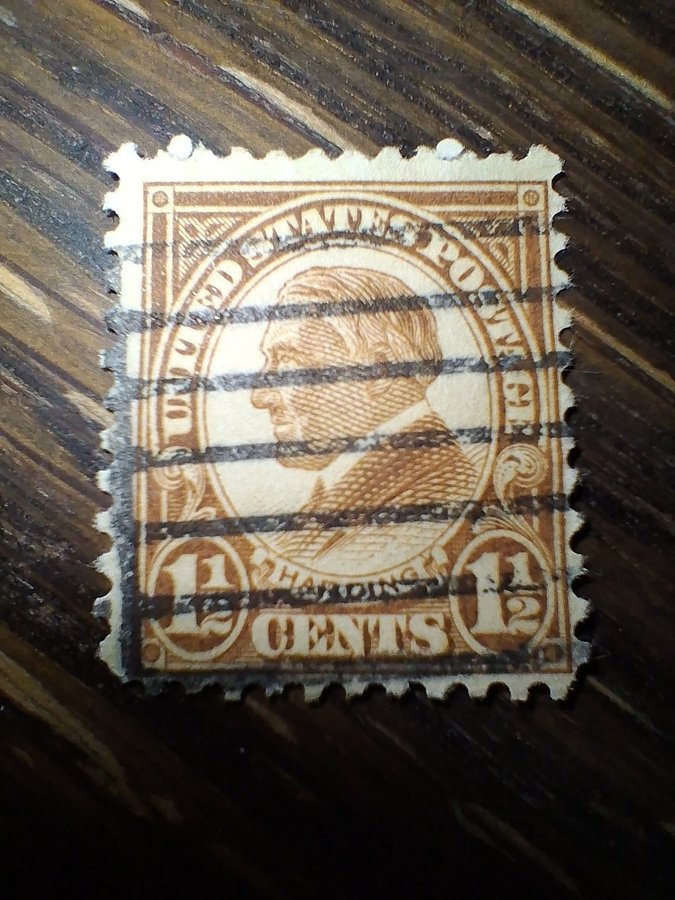 UNITED STATES POSTAGE
HARDING
1½ CENTS 1½